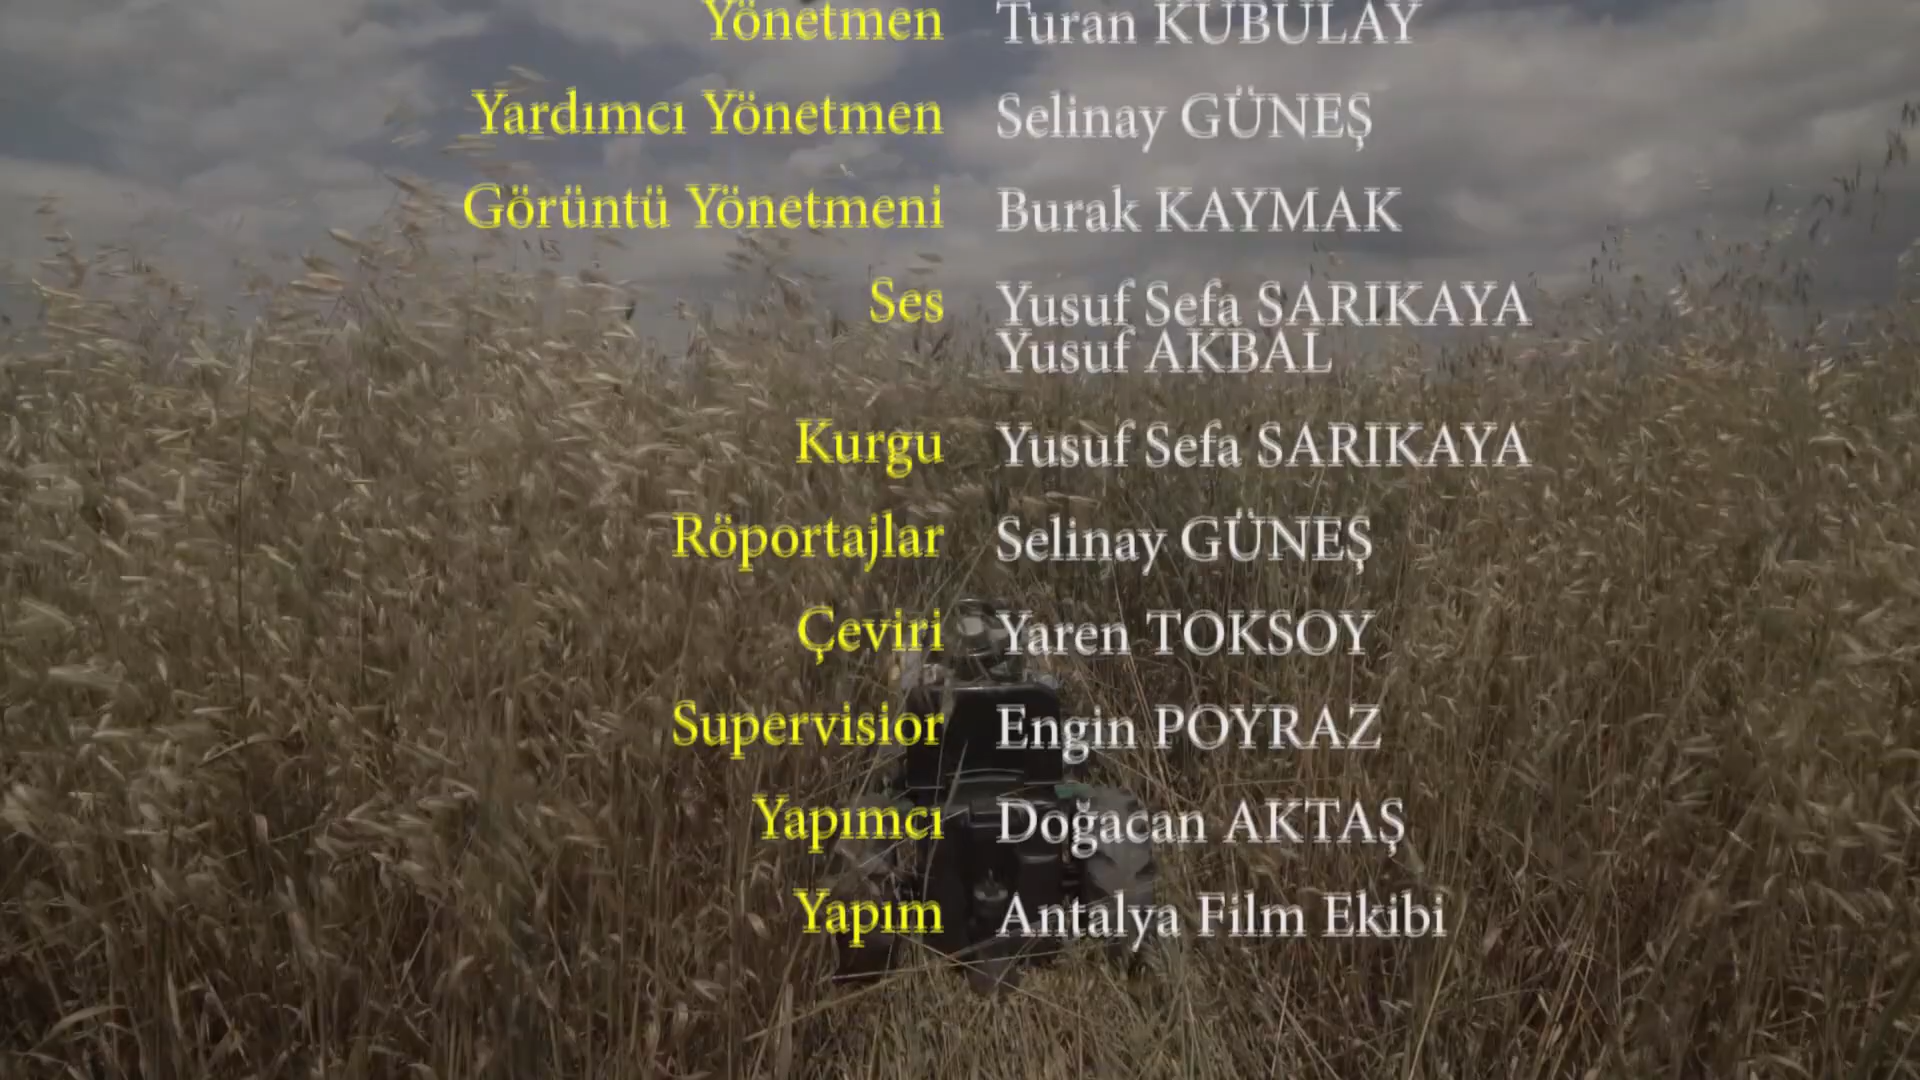 Yönetmen Turan KUBULAY
Yardımcı Yönetmen Selinay GÜNEŞ
Görüntü Yönetmeni Burak KAYMAK
Ses Yusuf Sefa SARIKAYA
Yusuf AKBAL
Kurgu Yusuf Sefa SARIKAYA
Röportajlar Selinay GÜNEŞ
Çeviri Yaren TOKSOY
Supervisior Engin POYRAZ
Yapımcı Doğacan AKTAŞ
Yapım Antalya Film Ekibi